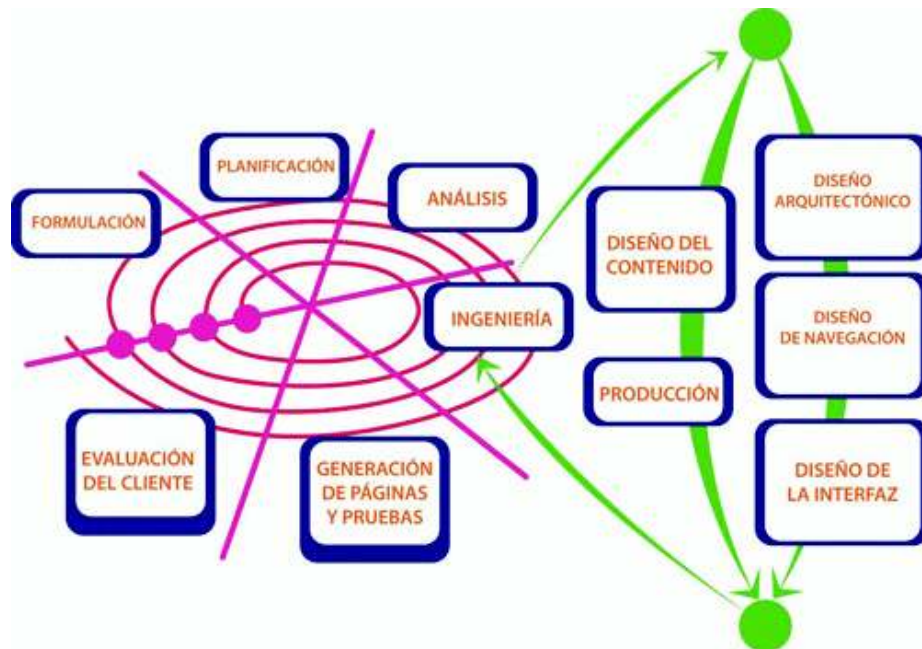 PLANIFICACIÓN
ANÁLISIS
FORMULACIÓN
INGENIERÍA
EVALUACIÓN
DEL CLIENTE
GENERACIÓN
DE PÁGINAS
Y PRUEBAS
DISEÑO DEL
CONTENIDO
PRODUCCIÓN
DISEÑO
ARQUITECTÓNICO
DISEÑO
DE NAVEGACIÓN
DISEÑO DE
LA INTERFAZ